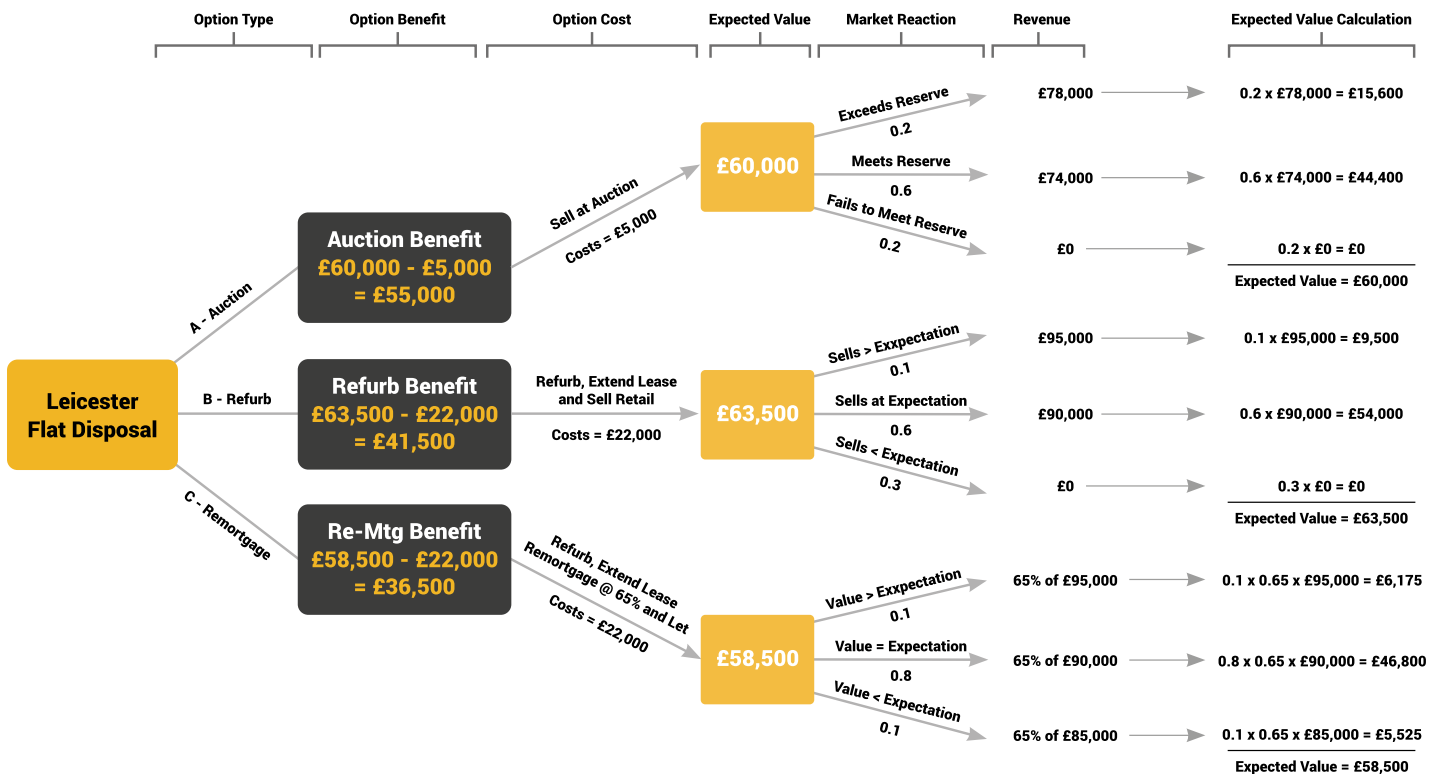 Option Type
Option Benefit
Option Cost
Expected Value
Market Reaction
Revenue
Expected Value Calculation
Leicester
Flat Disposal
A - Auction
Auction Benefit
£60,000 - £5,000
= £55,000
Sell at Auction
Costs = £5,000
£60,000
Exceeds Reserve
0.2
£78,000
0.2 x £78,000 = £15,600
Meets Reserve
0.6
£74,000
0.6 x £74,000 = £44,400
Fails to Meet Reserve
0.2
£0
0.2 x £0 = £0
Expected Value = £60,000
B - Refurb
Refurb Benefit
£63,500 - £22,000
= £41,500
Refurb, Extend Lease
and Sell Retail
Costs = £22,000
£63,500
Sells > Exxpectation
0.1
£95,000
0.1 x £95,000 = £9,500
Sells at Expectation
0.6
£90,000
0.6 x £90,000 = £54,000
Sells < Expectation
0.3
£0
0.3 x £0 = £0
Expected Value = £63,500
C - Remortgage
Re-Mtg Benefit
£58,500 - £22,000
= £36,500
Refurb, Extend Lease
Remortgage @ 65% and Let
Costs = £22,000
£58,500
Value > Exxpectation
0.1
65% of £95,000
0.1 x 0.65 x £95,000 = £6,175
Value = Expectation
0.8
65% of £90,000
0.8 x 0.65 x £90,000 = £46,800
Value < Expectation
0.1
65% of £85,000
0.1 x 0.65 x £85,000 = £5,525
Expected Value = £58,500